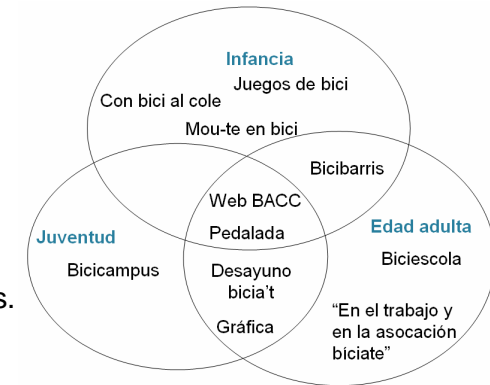 Infancia
Juegos de bici
Con bici al cole
Mou-te en bici
Bicibarris
Web BACC
Pedalada
Juventud
Edad adulta
Bicicampus
Biciescola
Desayuno
bicia't
Gráfica
s.
“En el trabajo y
en la asocación
bíciate”